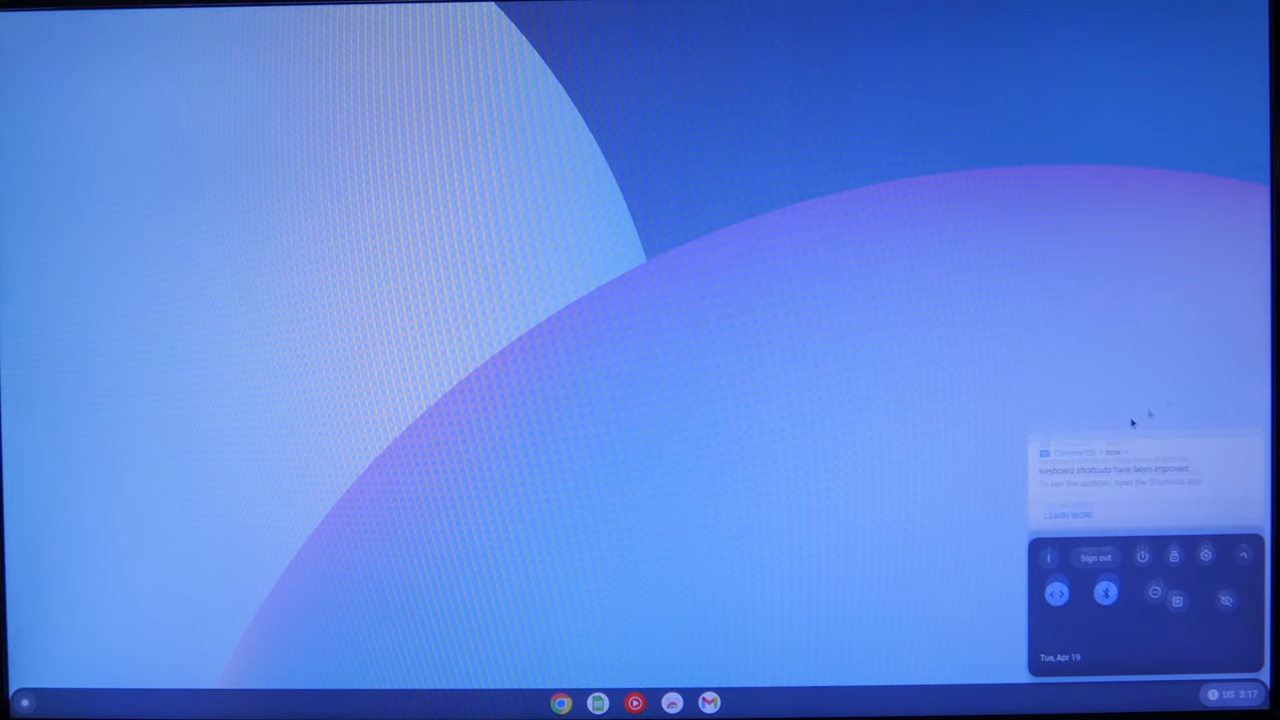 Chrome OS • now
Keyboard shortcuts have been improved
To see the updates, open the Shortcuts app
LEARN MORE
Sign out
Tue, Apr 19
US 3:17